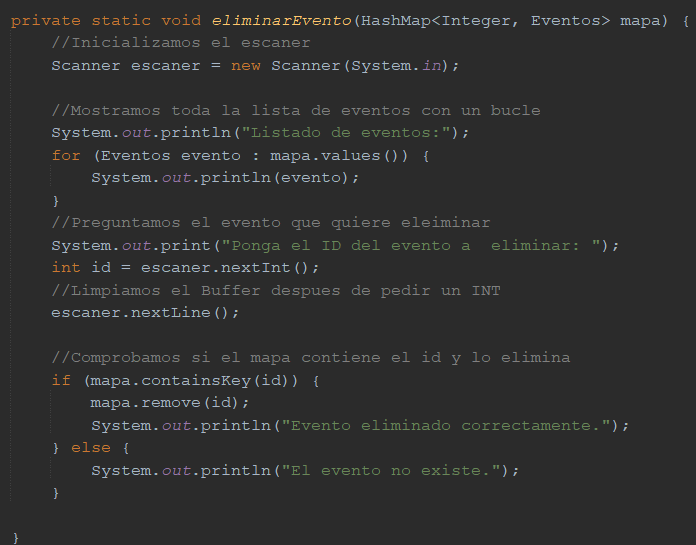 private static void eliminarEvento(HashMap<Integer, Eventos> mapa) {
    //Inicializamos el escaner
    Scanner escaner = new Scanner(System.in);

    //Mostramos toda la lista de eventos con un bucle
    System.out.println("Listado de eventos:");
    for (Eventos evento : mapa.values()) {
        System.out.println(evento);
    }
    //Preguntamos el evento que quiere eleiminar
    System.out.print("Ponga el ID del evento a  eliminar: ");
    int id = escaner.nextInt();
    //Limpiamos el Buffer despues de pedir un INT
    escaner.nextLine();

    //Comprobamos si el mapa contiene el id y lo elimina
    if (mapa.containsKey(id)) {
        mapa.remove(id);
        System.out.println("Evento eliminado correctamente.");
    } else {
        System.out.println("El evento no existe.");
    }

}